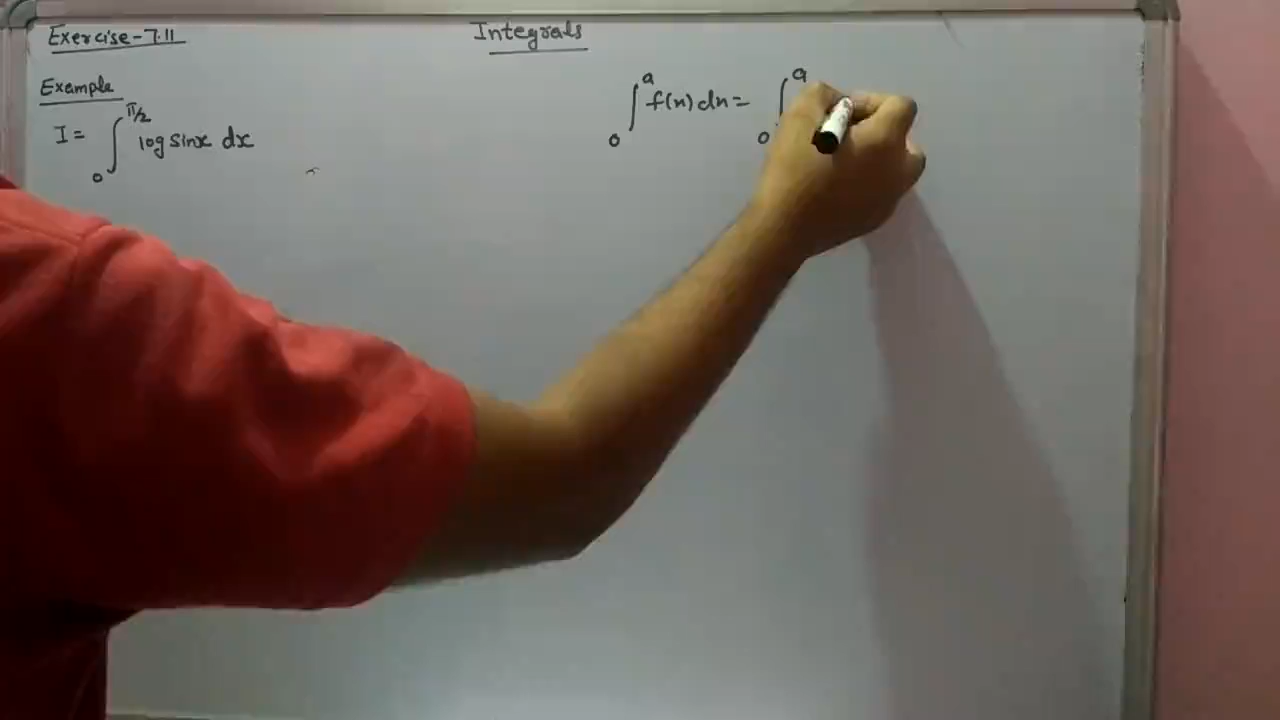 Exercise-7.11
Integrals
Example
I = ∫₀^{π/2} log sinx dx
∫₀^a f(x) dx = ∫₀^a